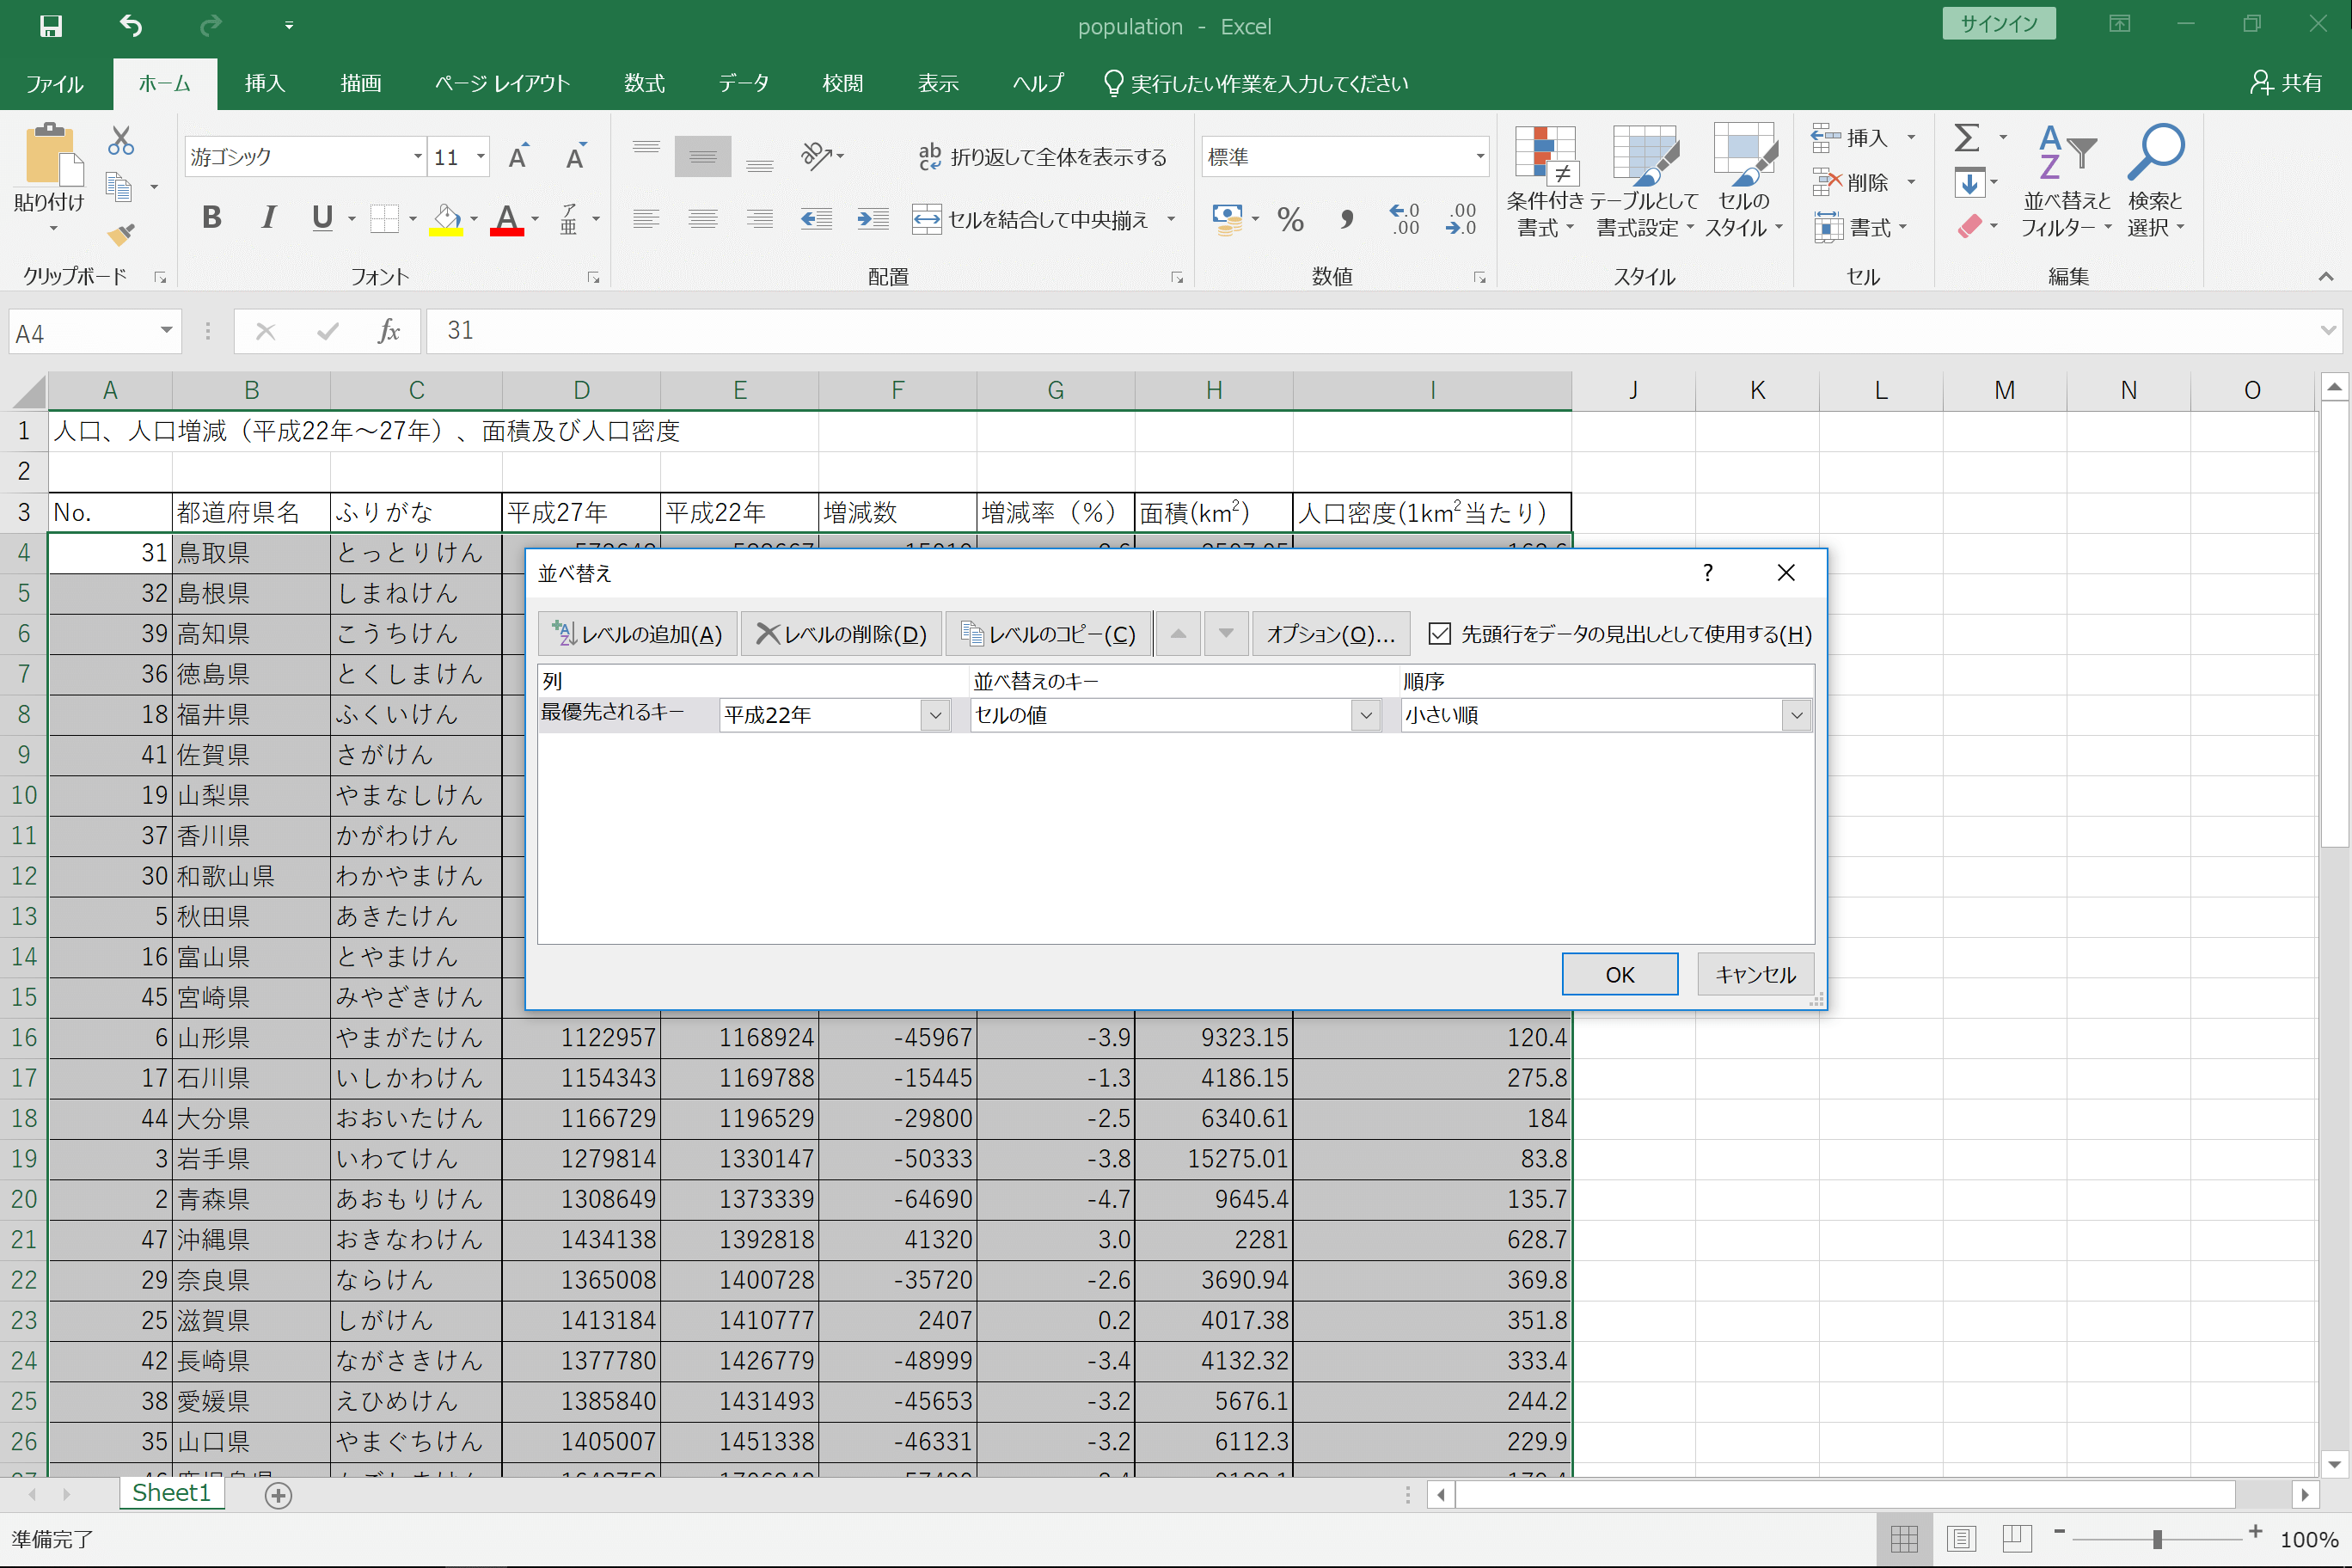 population - Excel
サインイン
ファイル ホーム 挿入 描画 ページ レイアウト 数式 データ 校閲 表示 ヘルプ 実行したい作業を入力してください 共有
貼り付け
クリップボード
游ゴシック 11
B I U
フォント
折り返して全体を表示する
セルを結合して中央揃え
配置
標準
%
数値
条件付き書式
テーブルとして書式設定
セルのスタイル
スタイル
挿入
削除
書式
セル
並べ替えとフィルター
検索と選択
編集
A4 fx 31
A B C D E F G H I J K L M N O
1 人口、人口増減（平成22年～27年）、面積及び人口密度
2
3 No. 都道府県名 ふりがな 平成27年 平成22年 増減数 増減率（%） 面積(km²) 人口密度(1km²当たり)
4 31 鳥取県 とっとりけん
5 32 島根県 しまねけん
6 39 高知県 こうちけん
7 36 徳島県 とくしまけん
8 18 福井県 ふくいけん
9 41 佐賀県 さがけん
10 19 山梨県 やまなしけん
11 37 香川県 かがわけん
12 30 和歌山県 わかやまけん
13 5 秋田県 あきたけん
14 16 富山県 とやまけん
15 45 宮崎県 みやざきけん
並べ替え ?
レベルの追加(A) レベルの削除(D) レベルのコピー(C) オプション(O)... 先頭行をデータの見出しとして使用する(H)
列 並べ替えのキー 順序
最優先されるキー 平成22年 セルの値 小さい順
OK キャンセル
16 6 山形県 やまがたけん 1122957 1168924 -45967 -3.9 9323.15 120.4
17 17 石川県 いしかわけん 1154343 1169788 -15445 -1.3 4186.15 275.8
18 44 大分県 おおいたけん 1166729 1196529 -29800 -2.5 6340.61 184
19 3 岩手県 いわてけん 1279814 1330147 -50333 -3.8 15275.01 83.8
20 2 青森県 あおもりけん 1308649 1373339 -64690 -4.7 9645.4 135.7
21 47 沖縄県 おきなわけん 1434138 1392818 41320 3.0 2281 628.7
22 29 奈良県 ならけん 1365008 1400728 -35720 -2.6 3690.94 369.8
23 25 滋賀県 しがけん 1413184 1410777 2407 0.2 4017.38 351.8
24 42 長崎県 ながさきけん 1377780 1426779 -48999 -3.4 4132.32 333.4
25 38 愛媛県 えひめけん 1385840 1431493 -45653 -3.2 5676.1 244.2
26 35 山口県 やまぐちけん 1405007 1451338 -46331 -3.2 6112.3 229.9
Sheet1
準備完了 100%